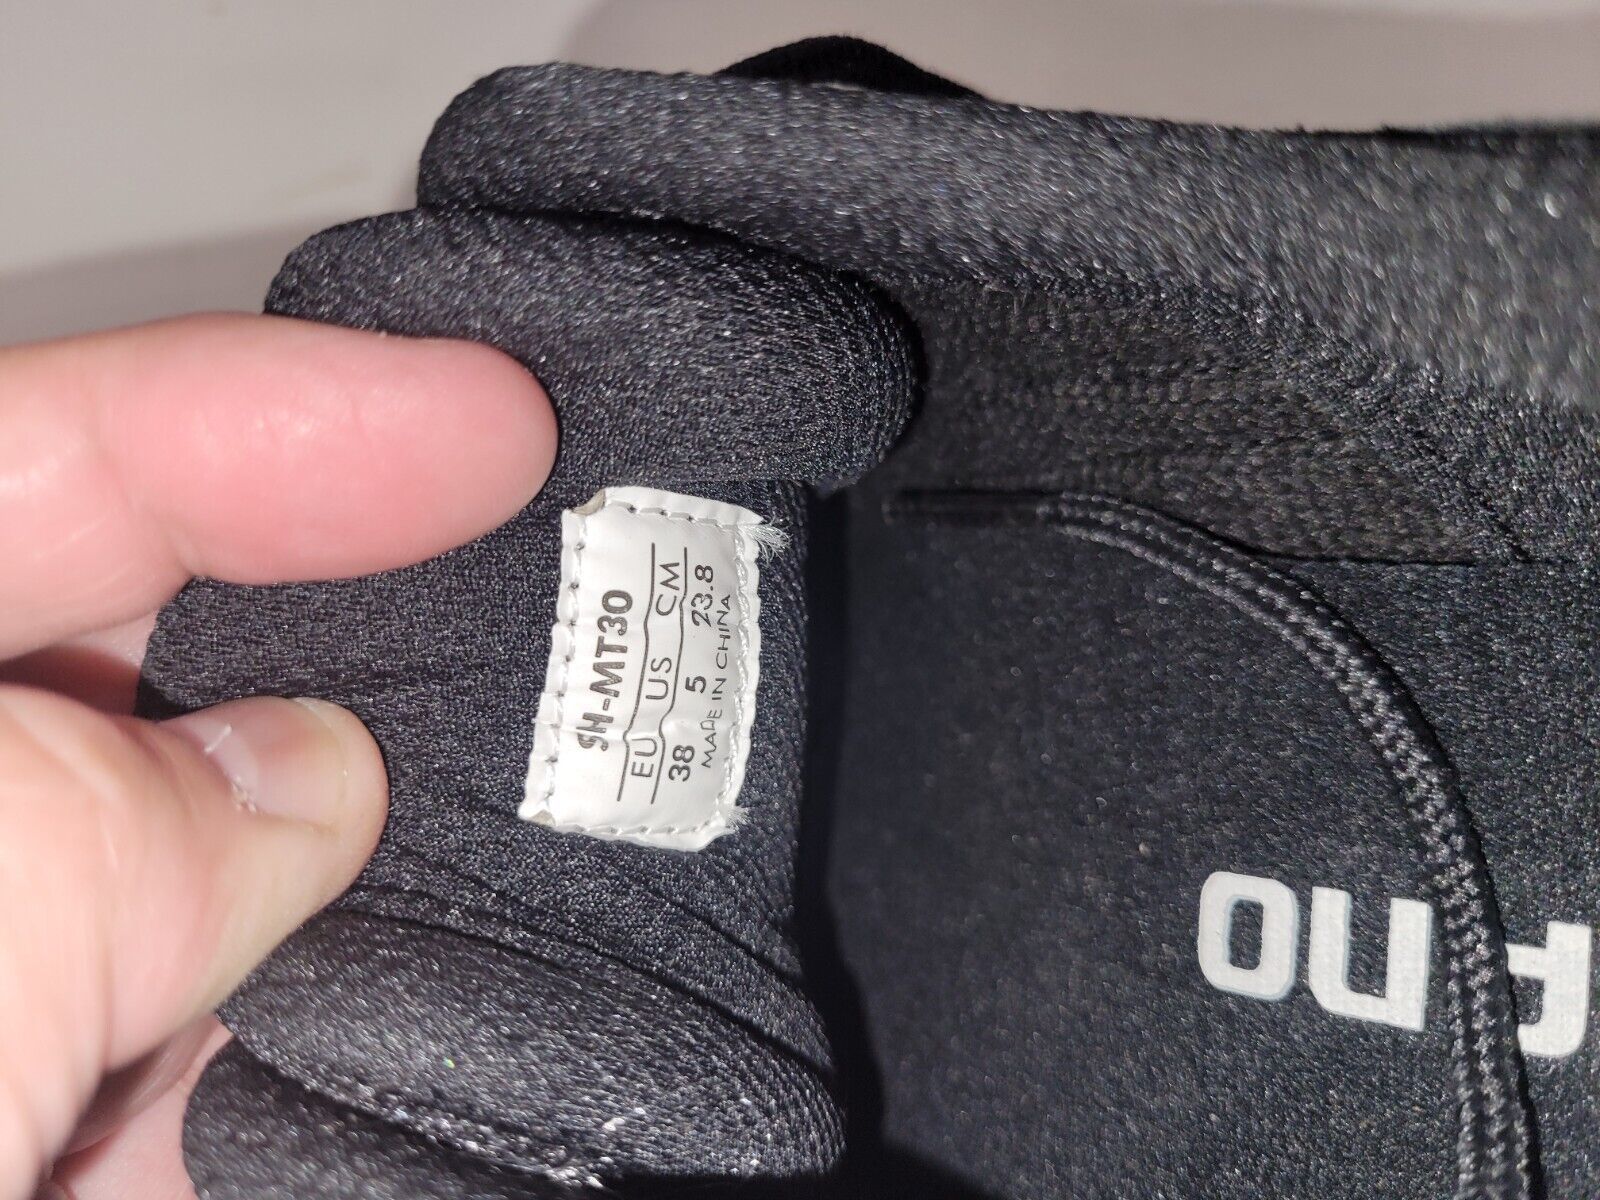 SH-MT30
EU US CM
38 5 23.8
MADE IN CHINA